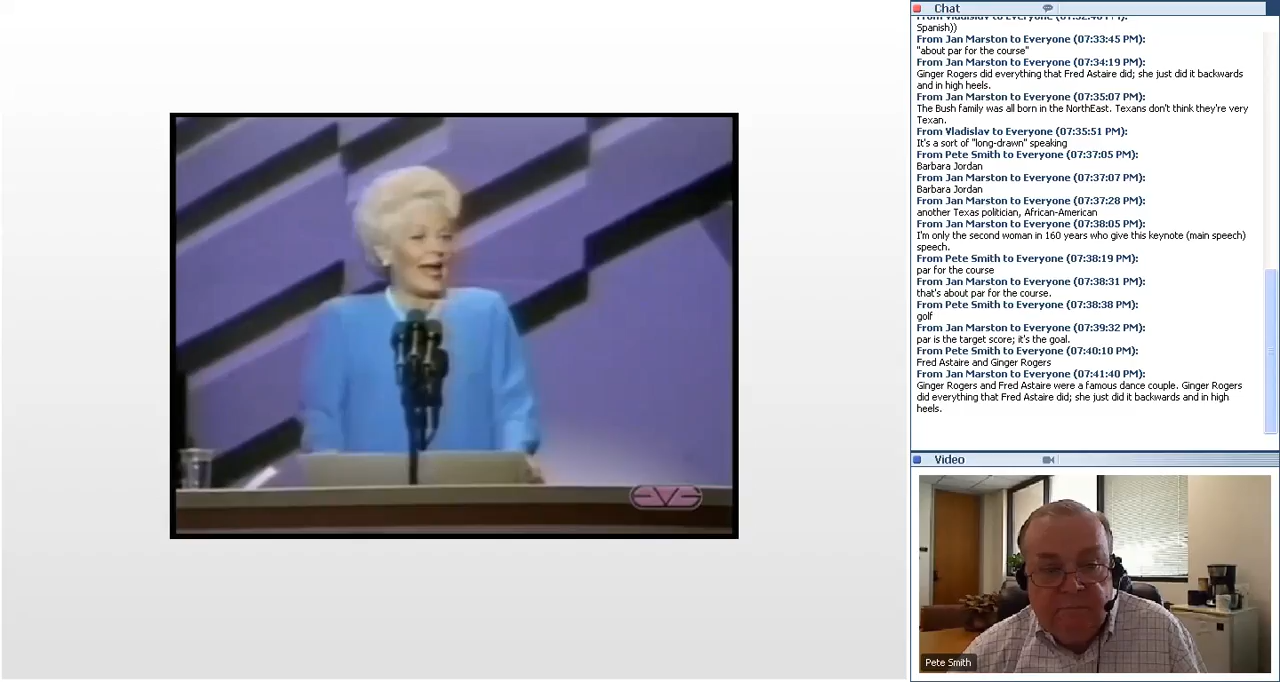 Chat
From Vladislav to Everyone (07:32:46 PM):
Spanish))
From Jan Marston to Everyone (07:33:45 PM):
"about par for the course"
From Jan Marston to Everyone (07:34:19 PM):
Ginger Rogers did everything that Fred Astaire did; she just did it backwards
and in high heels.
From Jan Marston to Everyone (07:35:07 PM):
The Bush family was all born in the NorthEast. Texans don't think they're very
Texan.
From Vladislav to Everyone (07:35:51 PM):
It's a sort of "long-drawn" speaking
From Pete Smith to Everyone (07:37:05 PM):
Barbara Jordan
From Jan Marston to Everyone (07:37:07 PM):
Barbara Jordan
From Jan Marston to Everyone (07:37:28 PM):
another Texas politician, African-American
From Jan Marston to Everyone (07:38:05 PM):
I'm only the second woman in 160 years who give this keynote (main speech)
speech.
From Pete Smith to Everyone (07:38:19 PM):
par for the course
From Jan Marston to Everyone (07:38:31 PM):
that's about par for the course.
From Pete Smith to Everyone (07:38:38 PM):
golf
From Jan Marston to Everyone (07:39:32 PM):
par is the target score; it's the goal.
From Pete Smith to Everyone (07:40:10 PM):
Fred Astaire and Ginger Rogers
From Jan Marston to Everyone (07:41:40 PM):
Ginger Rogers and Fred Astaire were a famous dance couple. Ginger Rogers
did everything that Fred Astaire did; she just did it backwards and in high
heels.
Video
Pete Smith